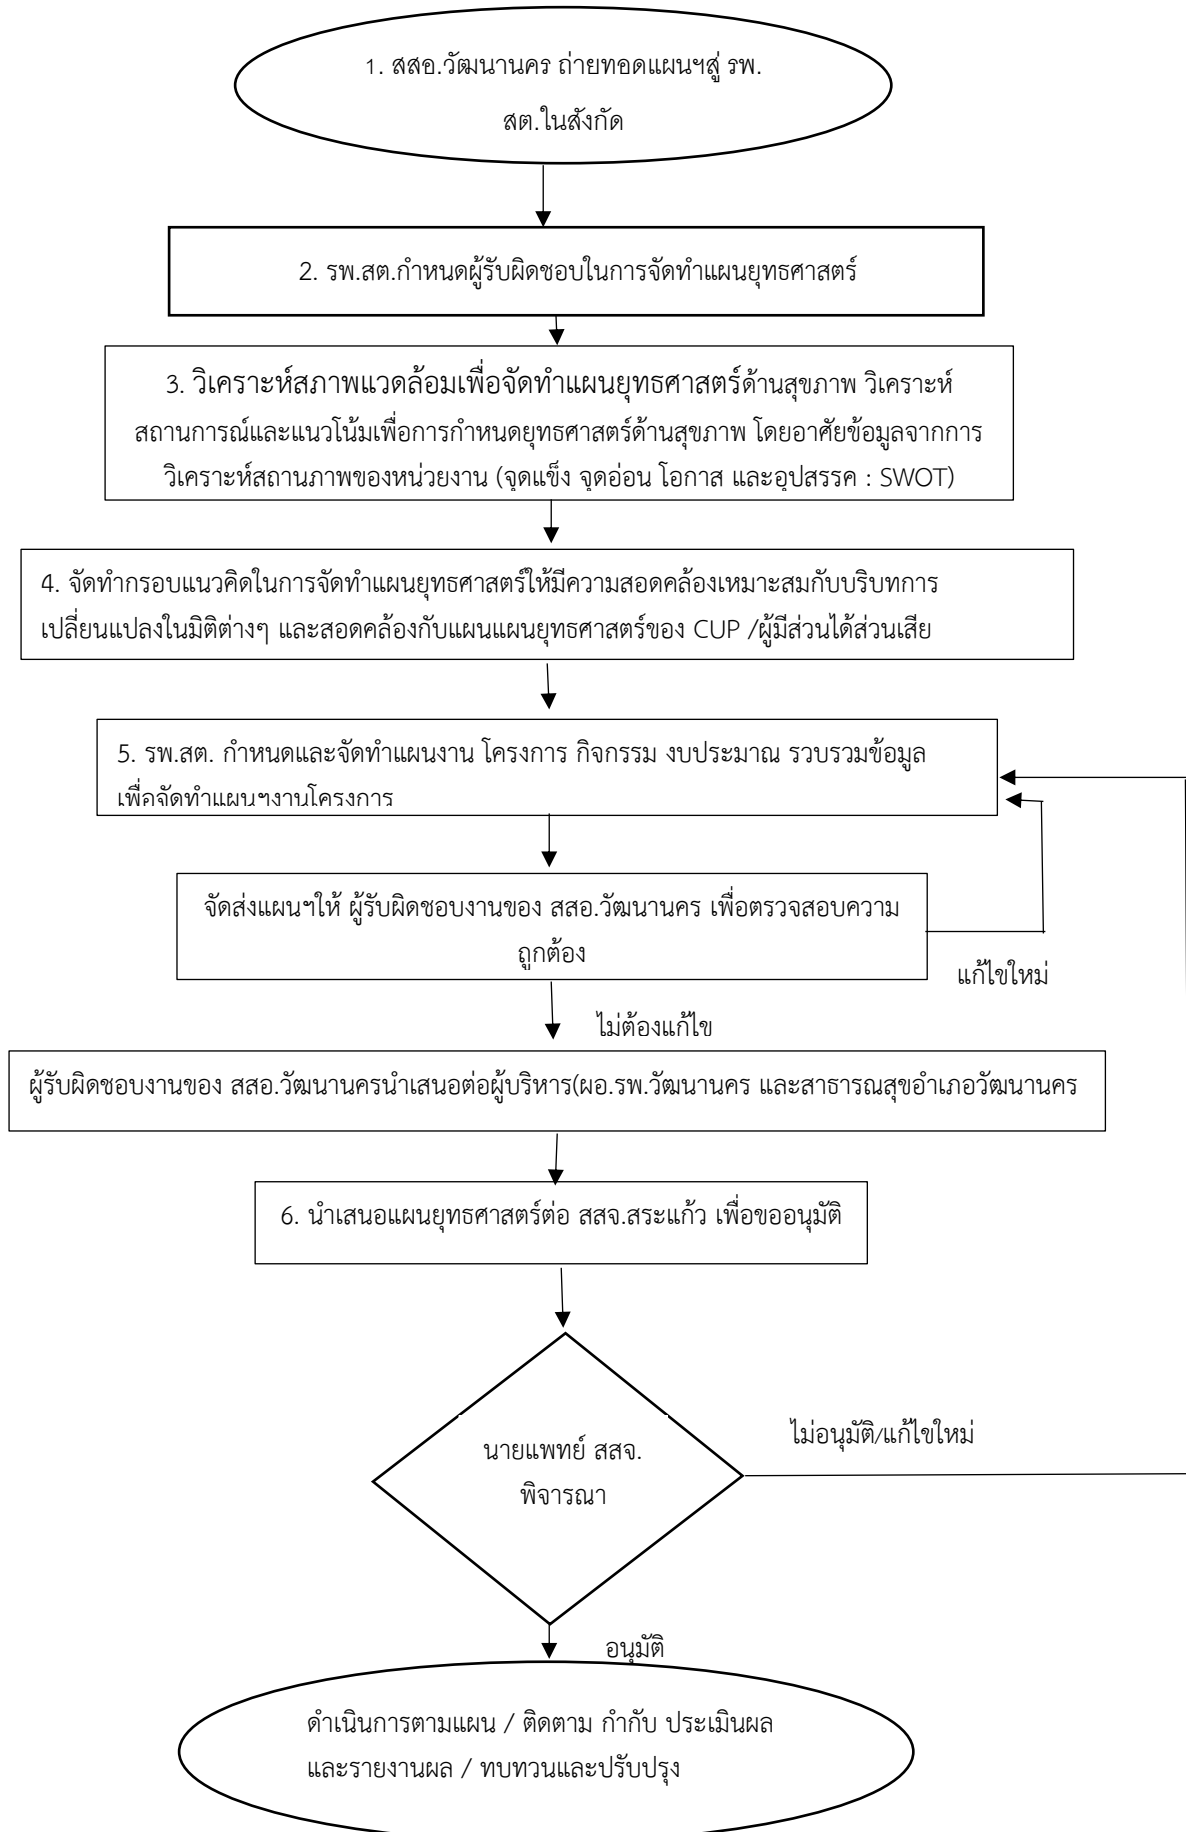 1. สสอ.วัฒนานคร ถ่ายทอดแผนฯสู่ รพ.
สต.ในสังกัด
2. รพ.สต.กำหนดผู้รับผิดชอบในการจัดทำแผนยุทธศาสตร์
3. วิเคราะห์สภาพแวดล้อมเพื่อจัดทำแผนยุทธศาสตร์ด้านสุขภาพ วิเคราะห์
สถานการณ์และแนวโน้มเพื่อการกำหนดยุทธศาสตร์ด้านสุขภาพ โดยอาศัยข้อมูลจากการ
วิเคราะห์สถานภาพของหน่วยงาน (จุดแข็ง จุดอ่อน โอกาส และอุปสรรค : SWOT)
4. จัดทำกรอบแนวคิดในการจัดทำแผนยุทธศาสตร์ให้มีความสอดคล้องเหมาะสมกับบริบทการ
เปลี่ยนแปลงในมิติต่างๆ และสอดคล้องกับแผนแผนยุทธศาสตร์ของ CUP /ผู้มีส่วนได้ส่วนเสีย
5. รพ.สต. กำหนดและจัดทำแผนงาน โครงการ กิจกรรม งบประมาณ รวบรวมข้อมูล
เพื่อจัดทำแผนฯงานโครงการ
จัดส่งแผนฯให้ ผู้รับผิดชอบงานของ สสอ.วัฒนานคร เพื่อตรวจสอบความ
ถูกต้อง
แก้ไขใหม่
ไม่ต้องแก้ไข
ผู้รับผิดชอบงานของ สสอ.วัฒนานครนำเสนอต่อผู้บริหาร(ผอ.รพ.วัฒนานคร และสาธารณสุขอำเภอวัฒนานคร
6. นำเสนอแผนยุทธศาสตร์ต่อ สสจ.สระแก้ว เพื่อขออนุมัติ
ไม่อนุมัติ/แก้ไขใหม่
นายแพทย์ สสจ.
พิจารณา
อนุมัติ
ดำเนินการตามแผน / ติดตาม กำกับ ประเมินผล
และรายงานผล / ทบทวนและปรับปรุง